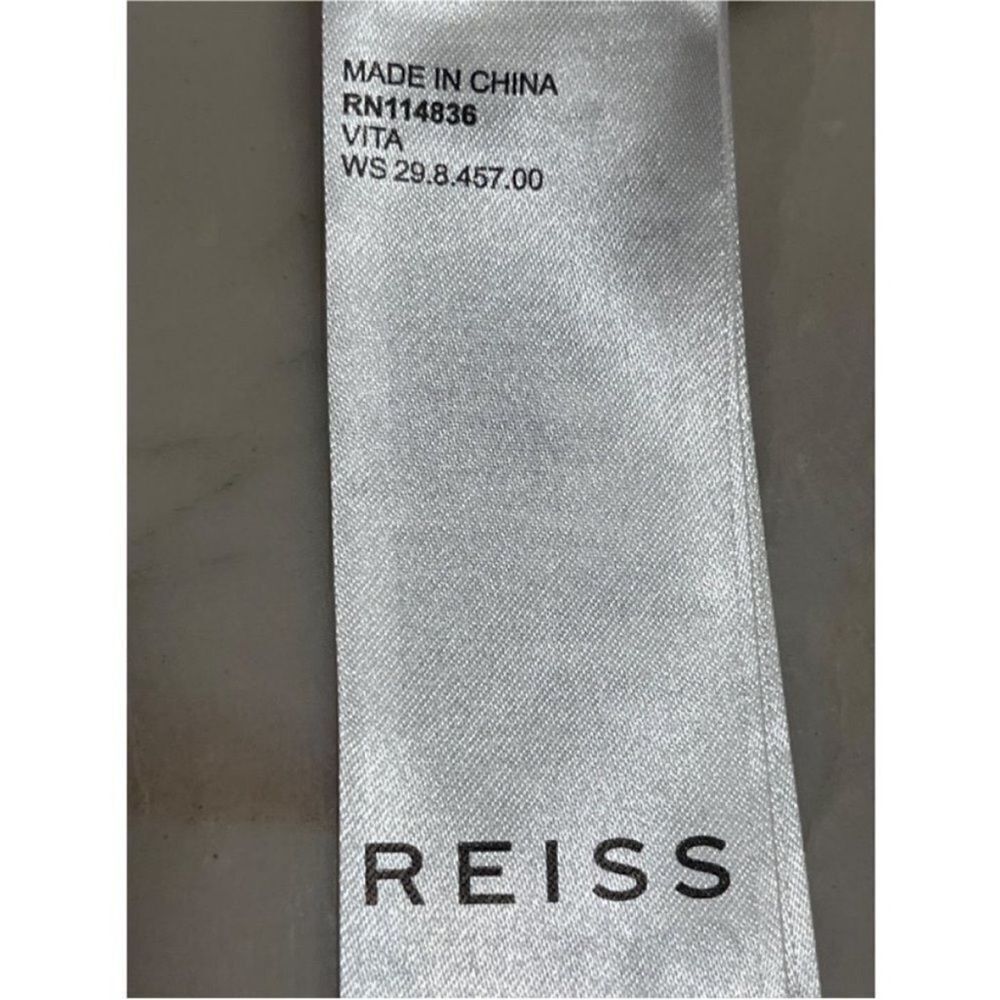 MADE IN CHINA
RN114836
VITA
WS 29.8.457.00
REISS